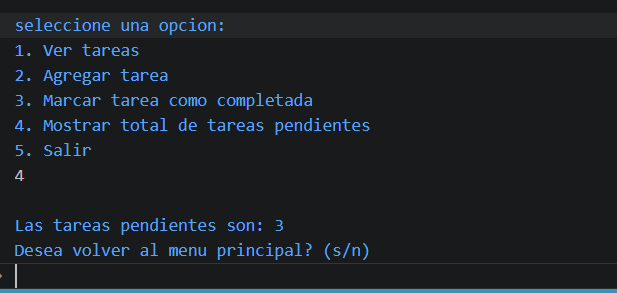 seleccione una opcion:
1. Ver tareas
2. Agregar tarea
3. Marcar tarea como completada
4. Mostrar total de tareas pendientes
5. Salir
4
Las tareas pendientes son: 3
Desea volver al menu principal? (s/n)